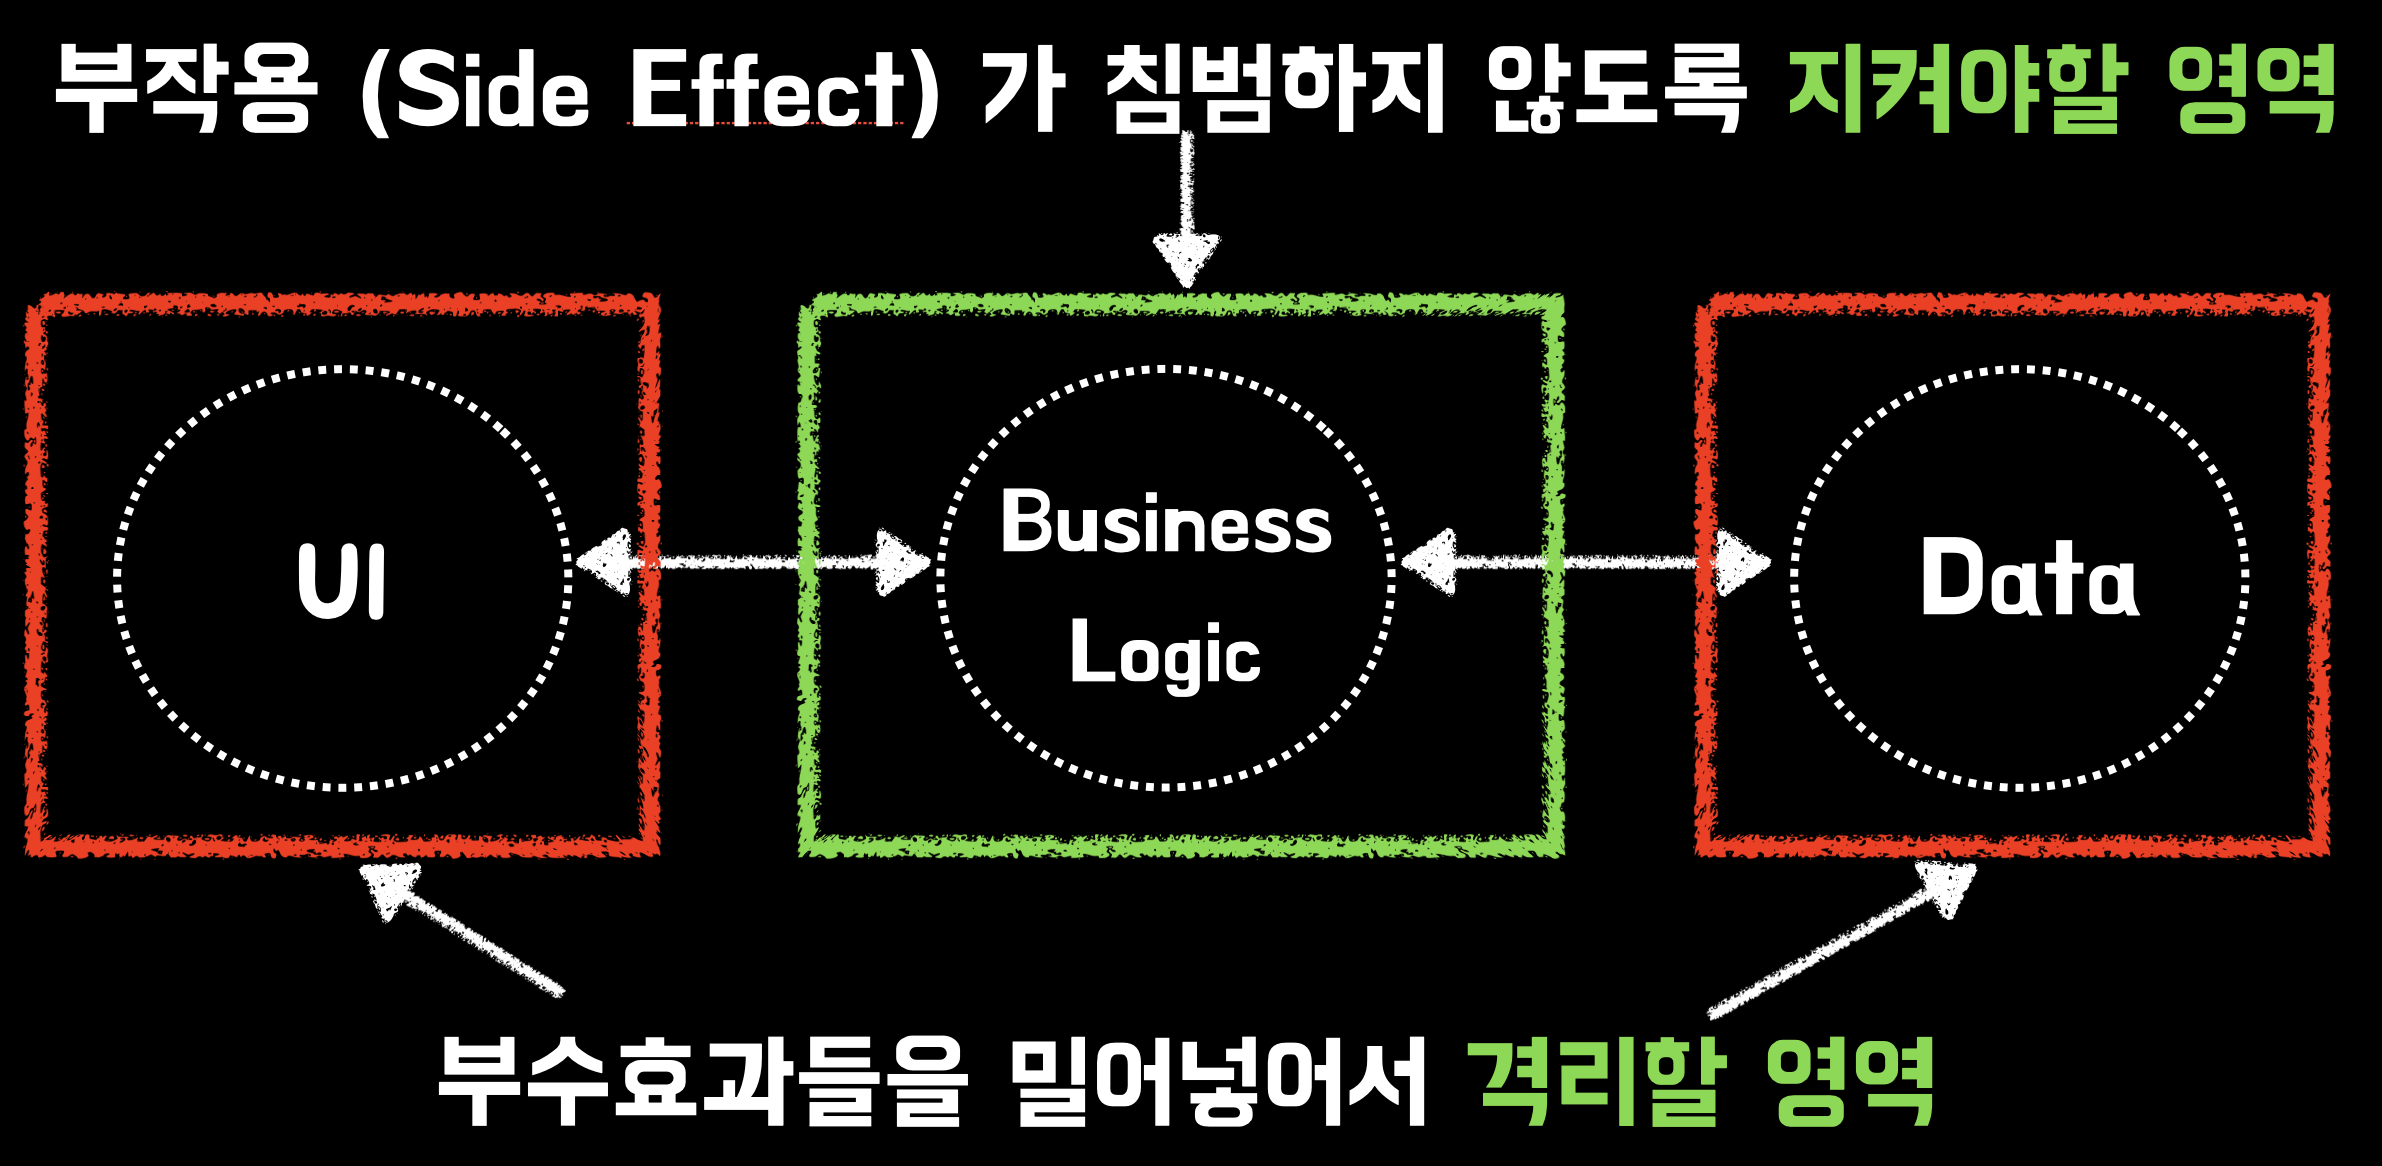 부작용 (Side Effect) 가 침범하지 않도록 지켜야할 영역
UI
Business
Logic
Data
부수효과들을 밀어넣어서 격리할 영역